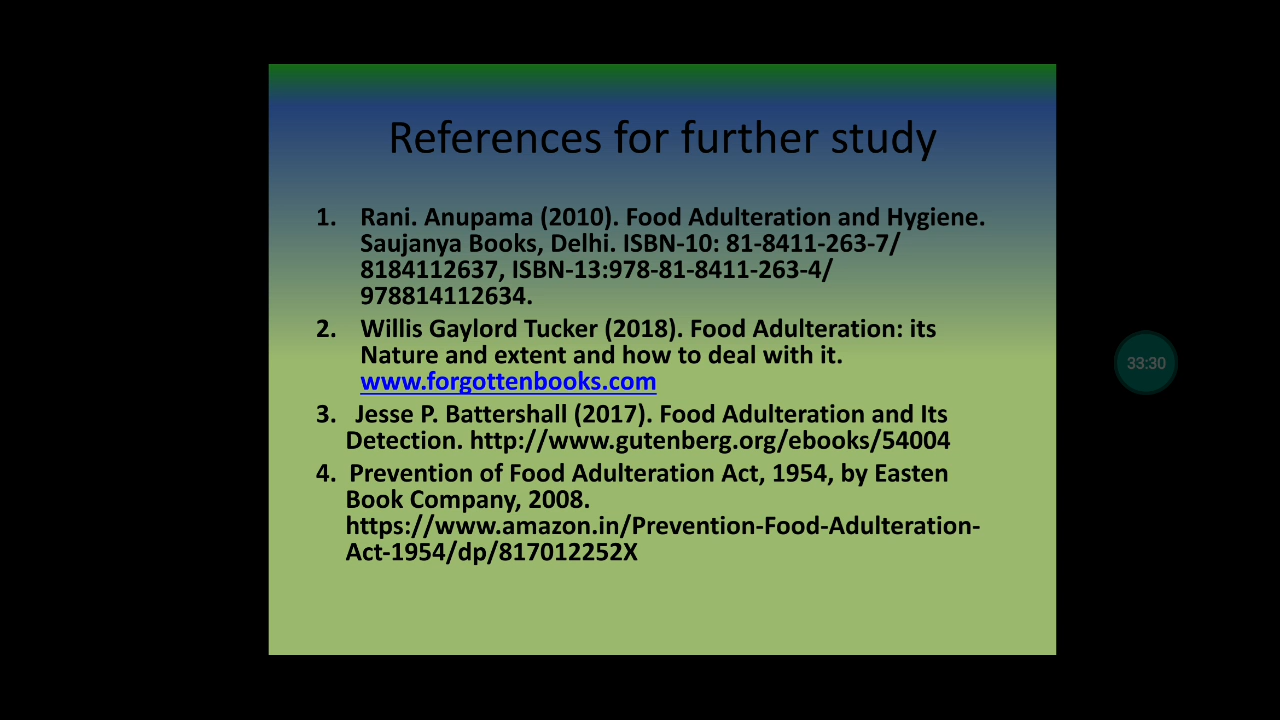 References for further study
1. Rani. Anupama (2010). Food Adulteration and Hygiene.
Saujanya Books, Delhi. ISBN-10: 81-8411-263-7/
8184112637, ISBN-13:978-81-8411-263-4/
978814112634.
2. Willis Gaylord Tucker (2018). Food Adulteration: its
Nature and extent and how to deal with it.
www.forgottenbooks.com
3. Jesse P. Battershall (2017). Food Adulteration and Its
Detection. http://www.gutenberg.org/ebooks/54004
4. Prevention of Food Adulteration Act, 1954, by Easten
Book Company, 2008.
https://www.amazon.in/Prevention-Food-Adulteration-
Act-1954/dp/817012252X
33:30